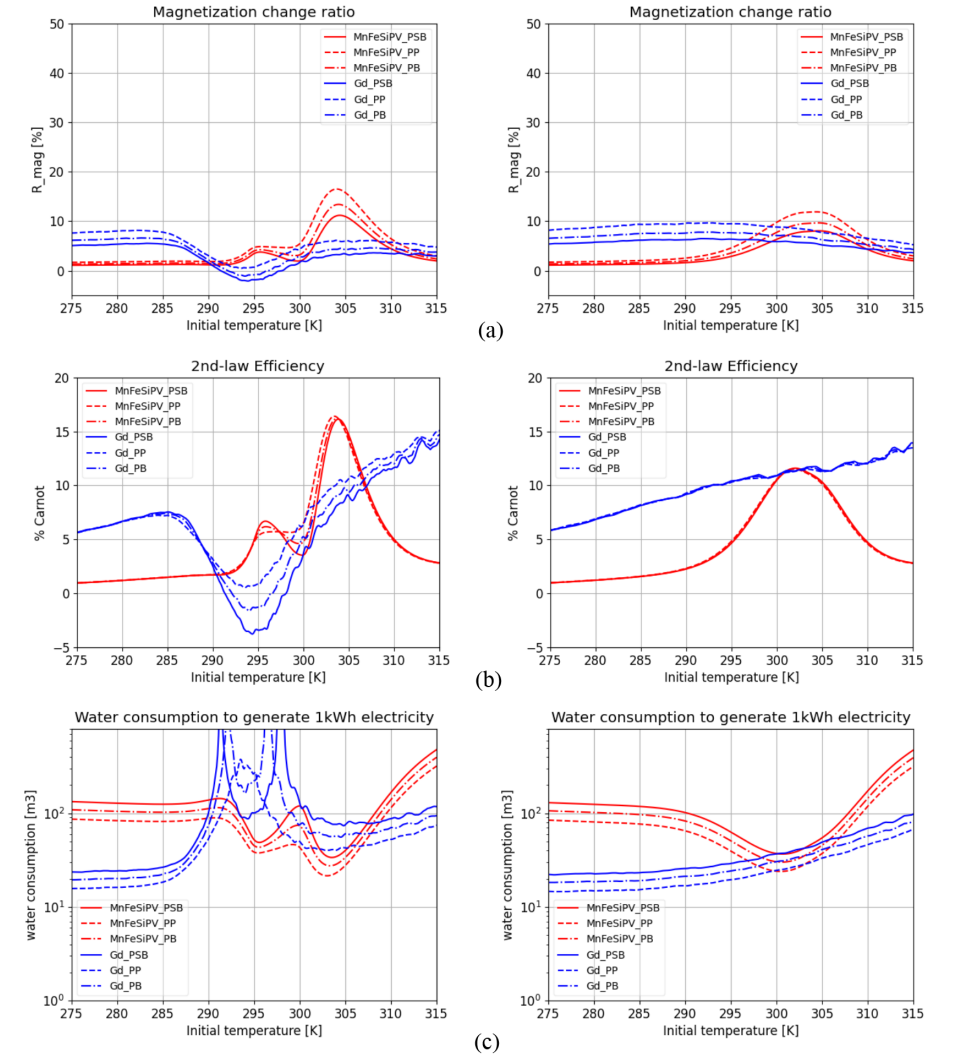 Magnetization change ratio
50
40
30
20
10
0
R_mag [%]
MnFeSiPV_PSB
MnFeSiPV_PP
MnFeSiPV_PB
Gd_PSB
Gd_PP
Gd_PB
275 280 285 290 295 300 305 310 315
Initial temperature [K]
Magnetization change ratio
50
40
30
20
10
0
R_mag [%]
MnFeSiPV_PSB
MnFeSiPV_PP
MnFeSiPV_PB
Gd_PSB
Gd_PP
Gd_PB
275 280 285 290 295 300 305 310 315
Initial temperature [K]
(a)
2nd-law Efficiency
20
15
10
5
0
−5
% Carnot
MnFeSiPV_PSB
MnFeSiPV_PP
MnFeSiPV_PB
Gd_PSB
Gd_PP
Gd_PB
275 280 285 290 295 300 305 310 315
Initial temperature [K]
2nd-law Efficiency
20
15
10
5
0
−5
% Carnot
MnFeSiPV_PSB
MnFeSiPV_PP
MnFeSiPV_PB
Gd_PSB
Gd_PP
Gd_PB
275 280 285 290 295 300 305 310 315
Initial temperature [K]
(b)
Water consumption to generate 1kWh electricity
10²
10¹
10⁰
water consumption [m3]
MnFeSiPV_PSB
MnFeSiPV_PP
MnFeSiPV_PB
Gd_PSB
Gd_PP
Gd_PB
275 280 285 290 295 300 305 310 315
Initial temperature [K]
Water consumption to generate 1kWh electricity
10²
10¹
10⁰
water consumption [m3]
MnFeSiPV_PSB
MnFeSiPV_PP
MnFeSiPV_PB
Gd_PSB
Gd_PP
Gd_PB
275 280 285 290 295 300 305 310 315
Initial temperature [K]
(c)